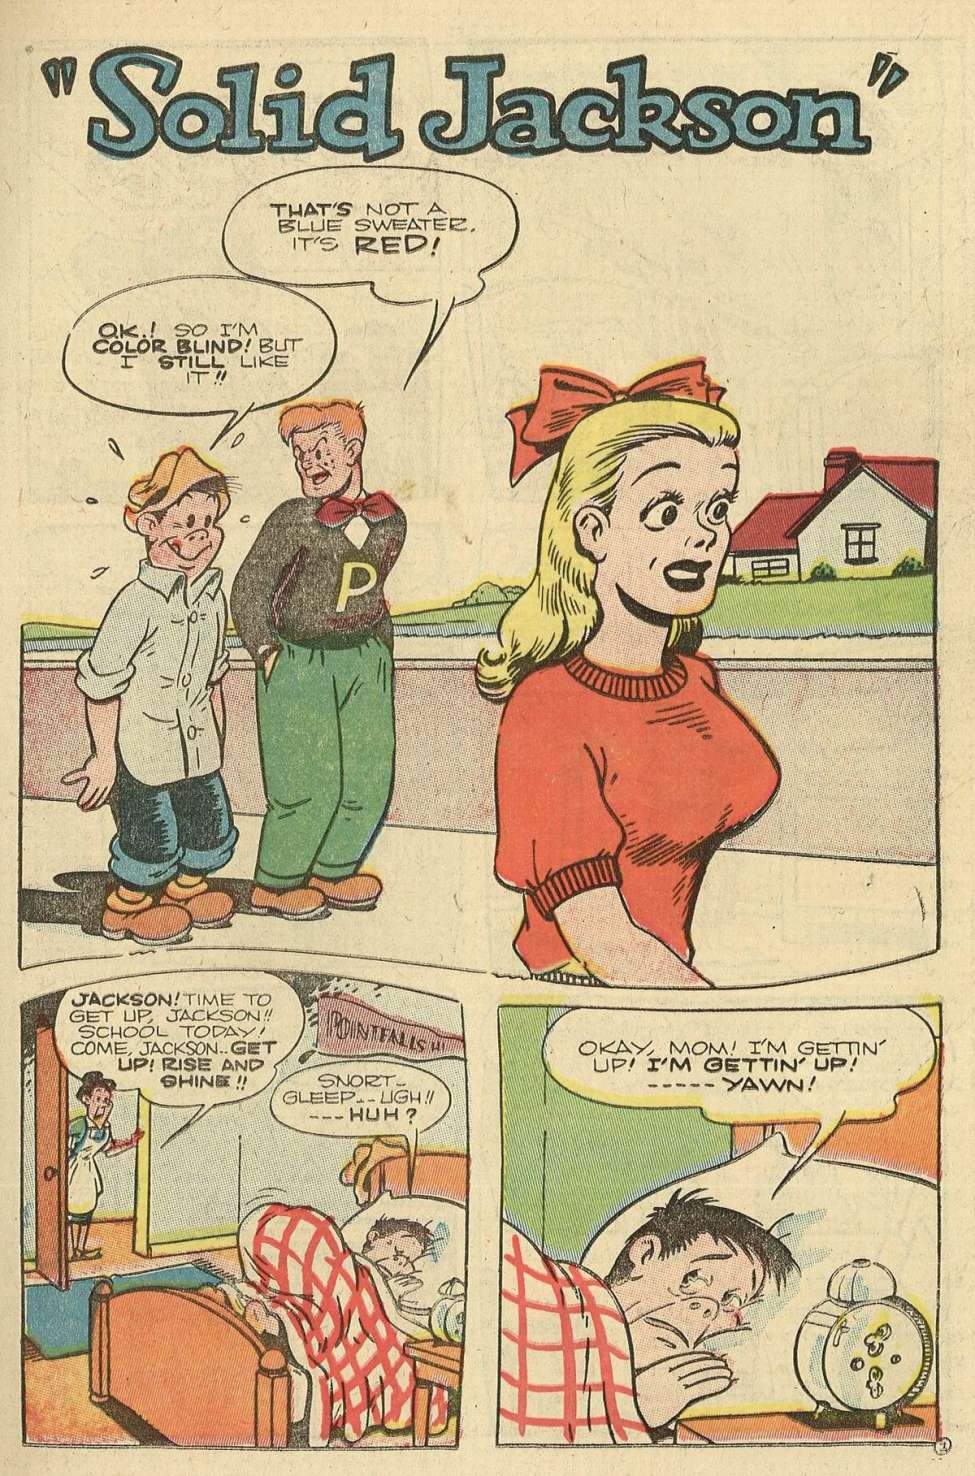 "Solid Jackson"
THAT'S NOT A
BLUE SWEATER,
IT'S RED!
O.K.! SO I'M
COLOR BLIND! BUT
I STILL LIKE
IT!!
P
JACKSON! TIME TO
GET UP, JACKSON!!
SCHOOL TODAY!
COME, JACKSON-- GET
UP! RISE AND
SHINE!!
POINTFALLS HI
SNORT--
GLEEP--- UGH!!
--- HUH?
OKAY, MOM! I'M GETTIN'
UP! I'M GETTIN' UP!
----- YAWN!
1